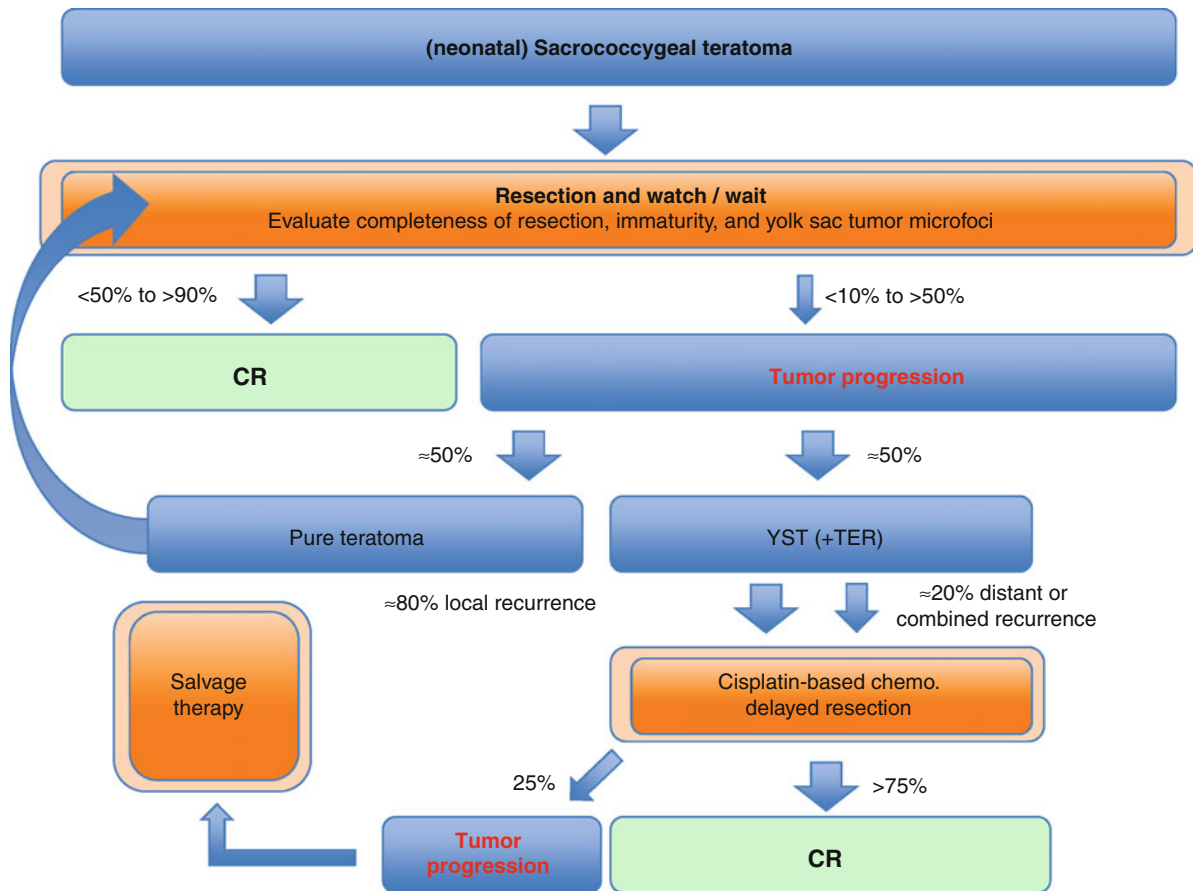 (neonatal) Sacrococcygeal teratoma
Resection and watch / wait
Evaluate completeness of resection, immaturity, and yolk sac tumor microfoci
<50% to >90%
<10% to >50%
CR
Tumor progression
≈50%
≈50%
Pure teratoma
YST (+TER)
≈80% local recurrence
≈20% distant or
combined recurrence
Salvage
therapy
Cisplatin-based chemo.
delayed resection
25%
>75%
Tumor
progression
CR